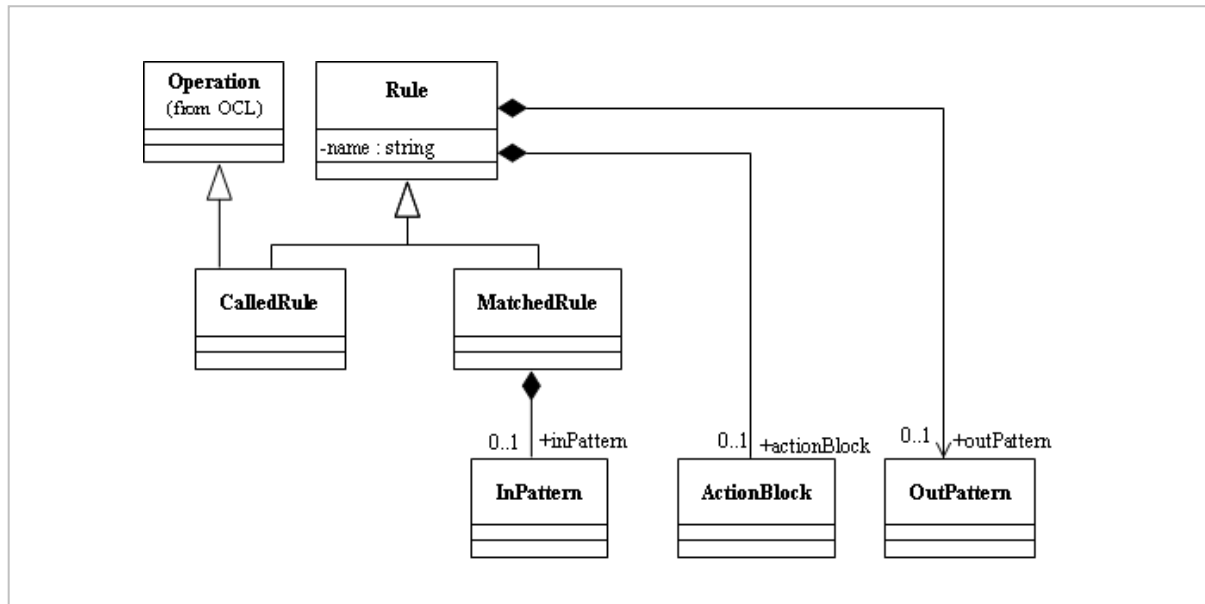 Operation
(from OCL)
Rule
-name : string
CalledRule
MatchedRule
0..1 +inPattern
0..1 +actionBlock
0..1 +outPattern
InPattern
ActionBlock
OutPattern